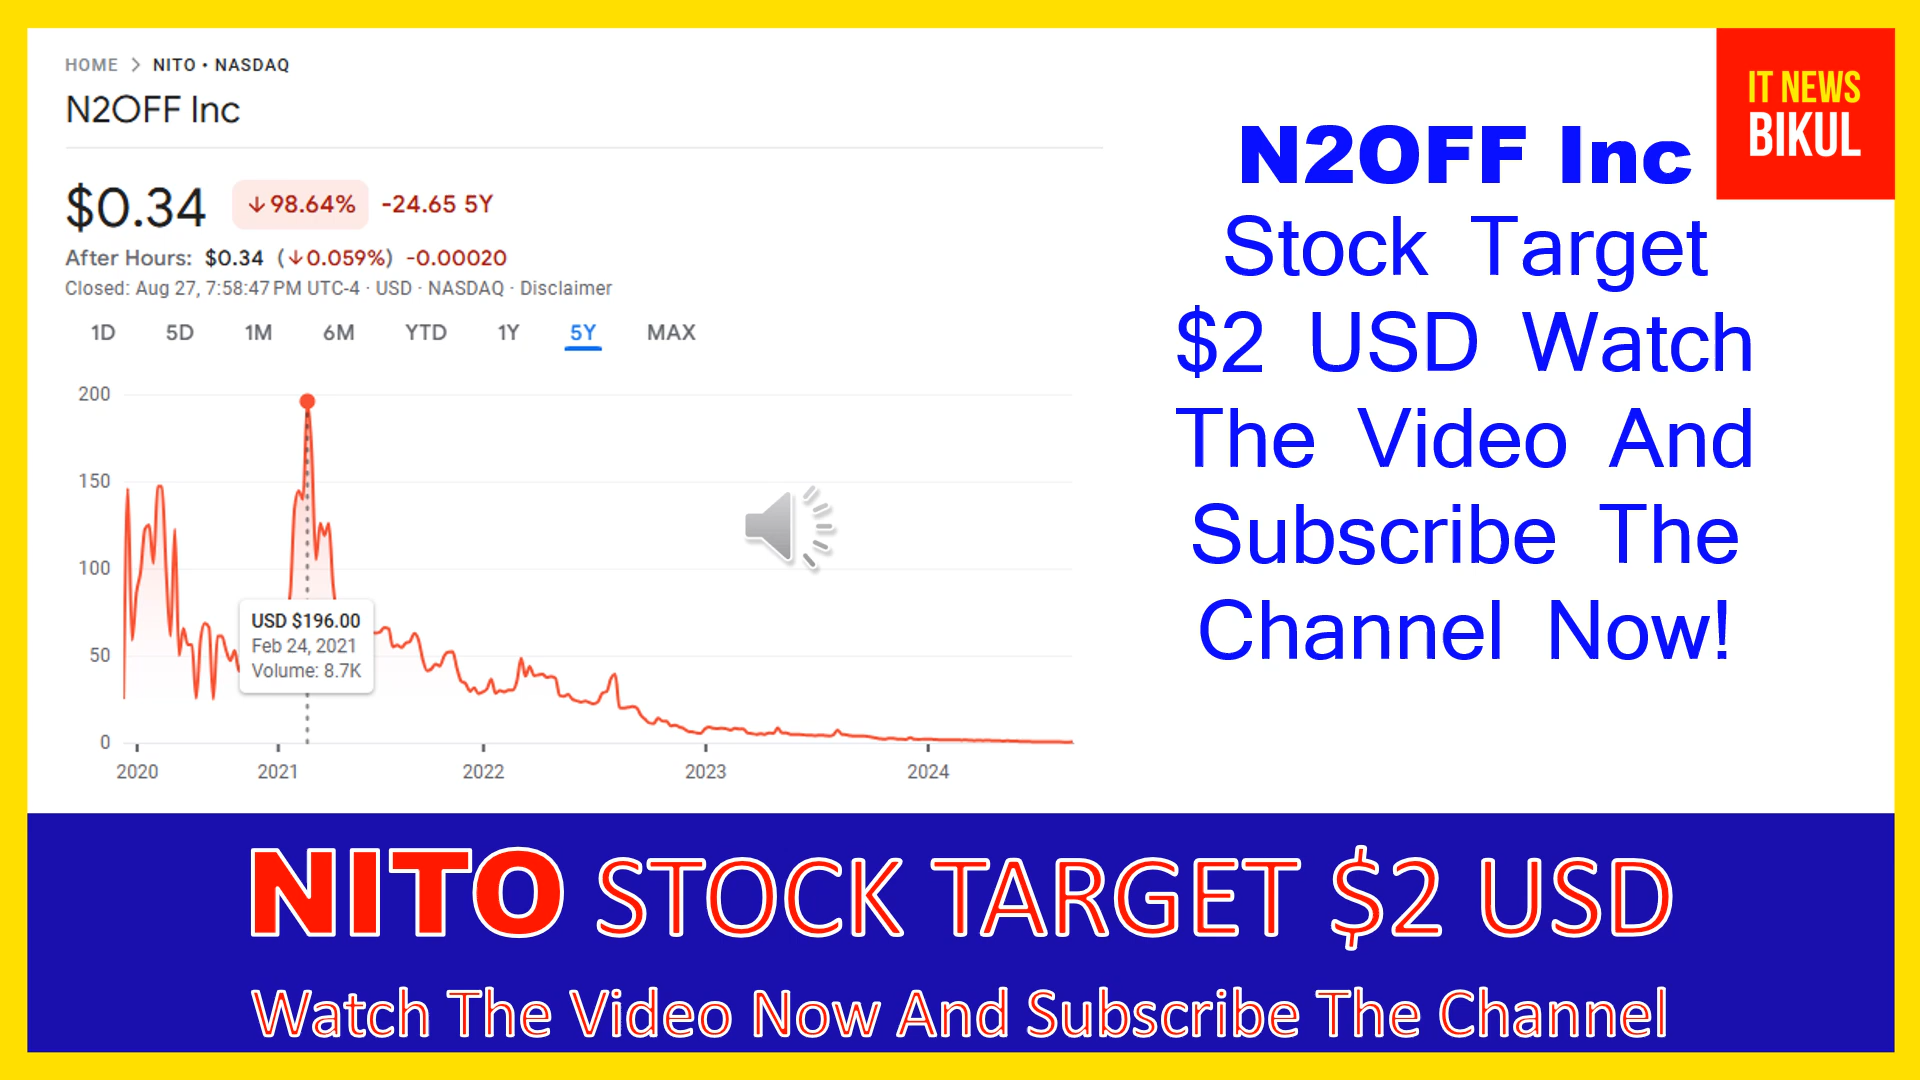 HOME > NITO • NASDAQ
N2OFF Inc
$0.34 ↓98.64% -24.65 5Y
After Hours: $0.34 (↓0.059%) -0.00020
Closed: Aug 27, 7:58:47 PM UTC-4 · USD · NASDAQ · Disclaimer
1D 5D 1M 6M YTD 1Y 5Y MAX
200
150
100
50
0
USD $196.00
Feb 24, 2021
Volume: 8.7K
2020 2021 2022 2023 2024
IT NEWS
BIKUL
N2OFF Inc
Stock Target
$2 USD Watch
The Video And
Subscribe The
Channel Now!
NITO STOCK TARGET $2 USD
Watch The Video Now And Subscribe The Channel